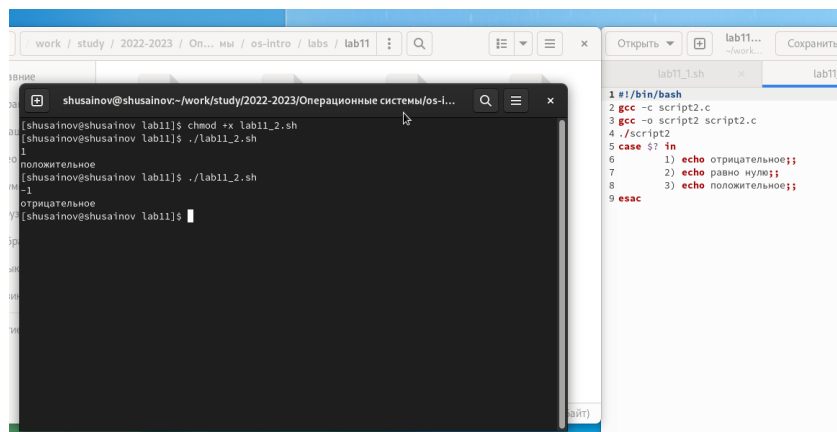 work / study / 2022-2023 / Оп... мы / os-intro / labs / lab11
Открыть
lab11...
~/work...
Сохранить
lab11_1.sh
lab11
shusainov@shusainov:~/work/study/2022-2023/Операционные системы/os-i...
[shusainov@shusainov lab11]$ chmod +x lab11_2.sh
[shusainov@shusainov lab11]$ ./lab11_2.sh
1
положительное
[shusainov@shusainov lab11]$ ./lab11_2.sh
-1
отрицательное
[shusainov@shusainov lab11]$
1 #!/bin/bash
2 gcc -c script2.c
3 gcc -o script2 script2.c
4 ./script2
5 case $? in
6 1) echo отрицательное;;
7 2) echo равно нулю;;
8 3) echo положительное;;
9 esac
байт)